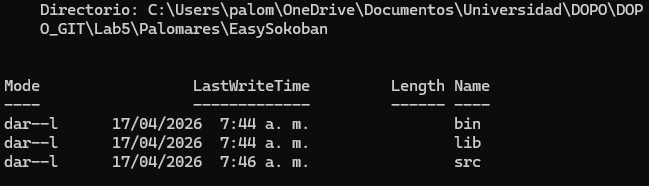 Directorio: C:\Users\palom\OneDrive\Documentos\Universidad\DOPO\DOP
O_GIT\Lab5\Palomares\EasySokoban
Mode                 LastWriteTime         Length Name
----                 -------------         ------ ----
dar--l      17/04/2026  7:44 a. m.                bin
dar--l      17/04/2026  7:44 a. m.                lib
dar--l      17/04/2026  7:46 a. m.                src